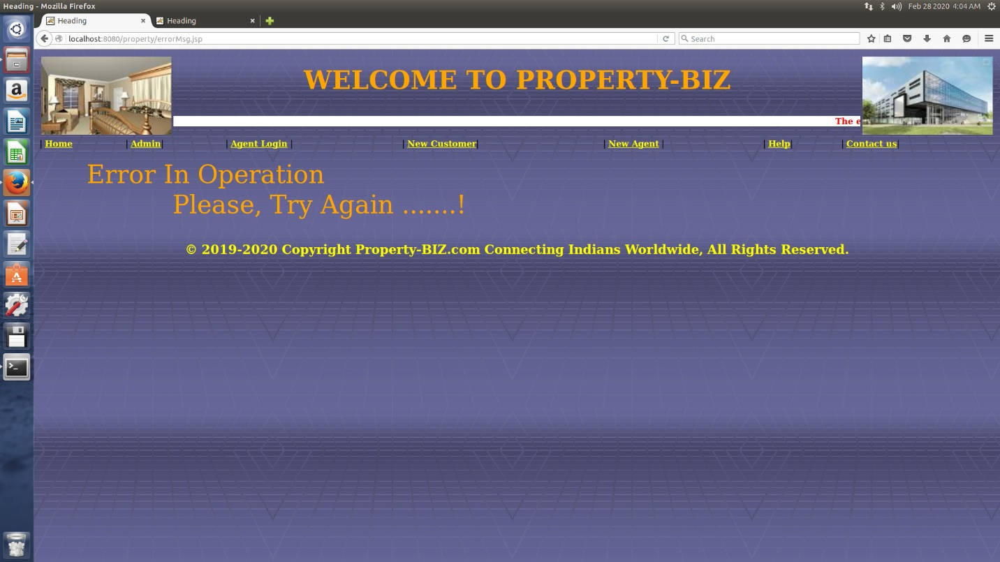 Heading - Mozilla Firefox
Feb 28 2020 4:04 AM
Heading
Heading
localhost:8080/property/errorMsg.jsp
Search
WELCOME TO PROPERTY-BIZ
The e
| Home | Admin| | Agent Login | | New Customer| | New Agent | | Help| | Contact us|
Error In Operation
Please, Try Again .......!
© 2019-2020 Copyright Property-BIZ.com Connecting Indians Worldwide, All Rights Reserved.